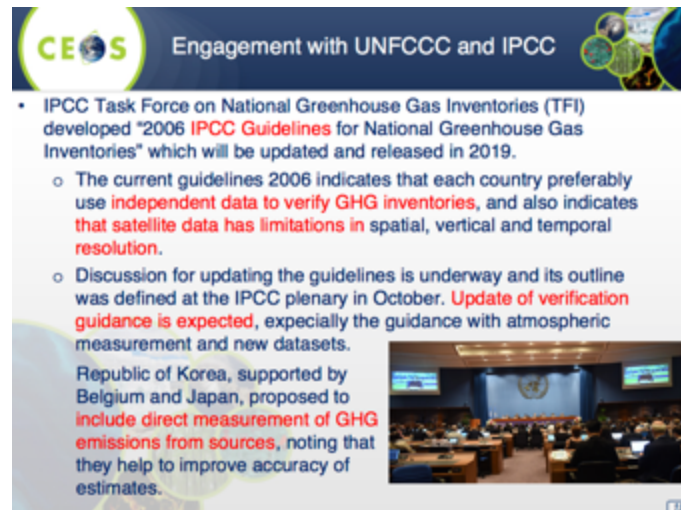 CEOS
Engagement with UNFCCC and IPCC
• IPCC Task Force on National Greenhouse Gas Inventories (TFI)
developed "2006 IPCC Guidelines for National Greenhouse Gas
Inventories" which will be updated and released in 2019.
o The current guidelines 2006 indicates that each country preferably
use independent data to verify GHG inventories, and also indicates
that satellite data has limitations in spatial, vertical and temporal
resolution.
o Discussion for updating the guidelines is underway and its outline
was defined at the IPCC plenary in October. Update of verification
guidance is expected, expecially the guidance with atmospheric
measurement and new datasets.
Republic of Korea, supported by
Belgium and Japan, proposed to
include direct measurement of GHG
emissions from sources, noting that
they help to improve accuracy of
estimates.